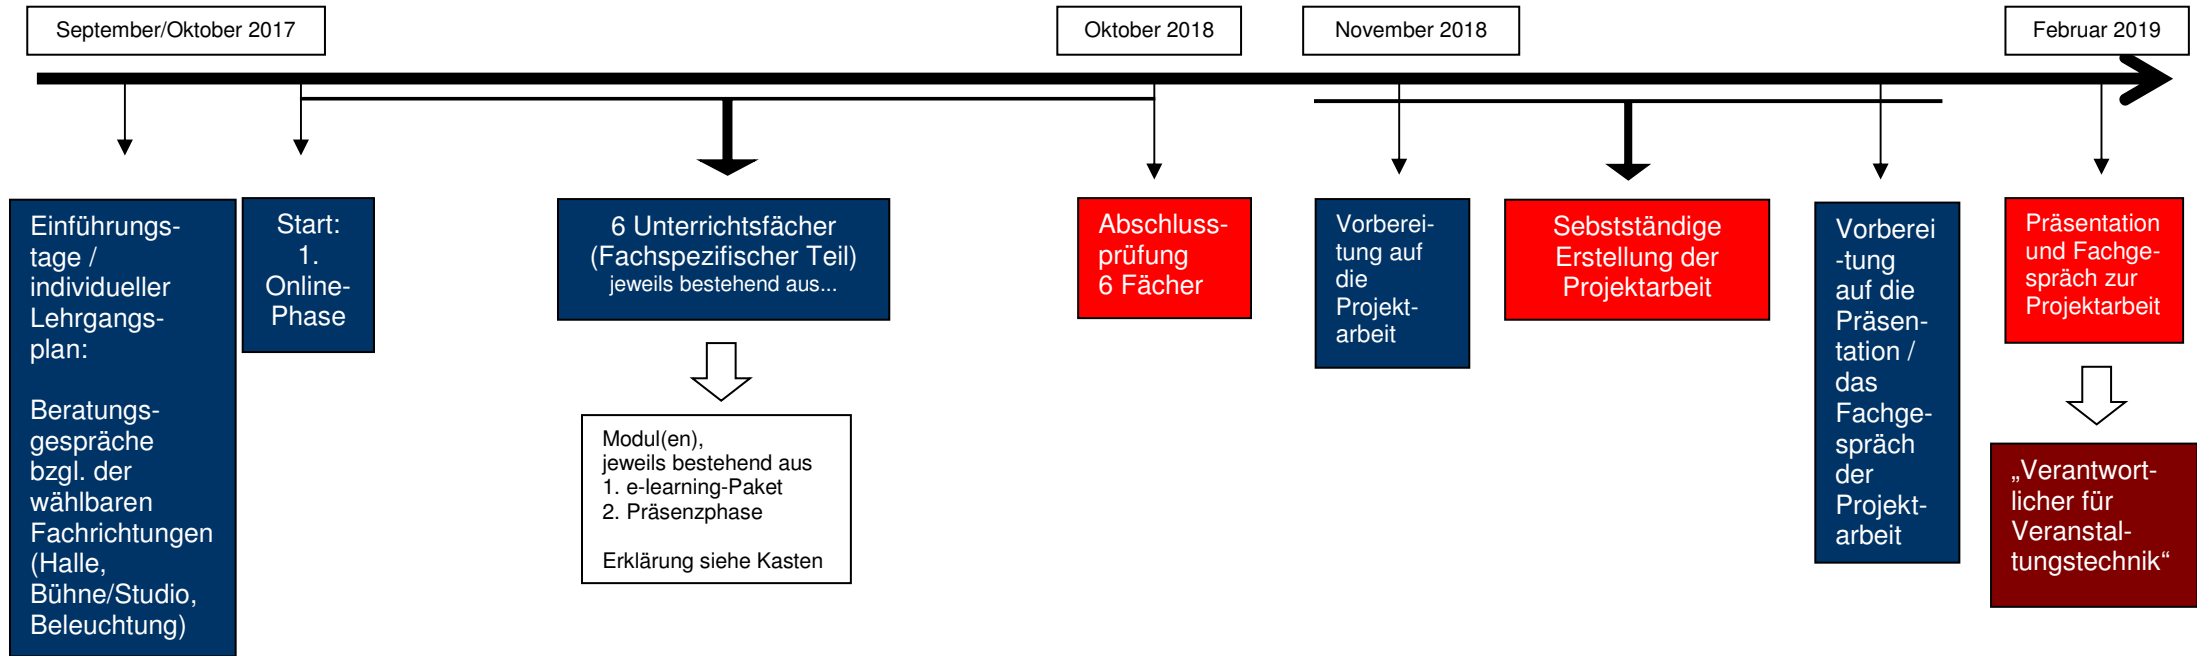 September/Oktober 2017
Oktober 2018
November 2018
Februar 2019
Einführungs-
tage /
individueller
Lehrgangs-
plan:
Beratungs-
gespräche
bzgl. der
wählbaren
Fachrichtungen
(Halle,
Bühne/Studio,
Beleuchtung)
Start:
1.
Online-
Phase
6 Unterrichtsfächer
(Fachspezifischer Teil)
jeweils bestehend aus...
Modul(en),
jeweils bestehend aus
1. e-learning-Paket
2. Präsenzphase
Erklärung siehe Kasten
Abschluss-
prüfung
6 Fächer
Vorberei-
tung auf
die
Projekt-
arbeit
Sebstständige
Erstellung der
Projektarbeit
Vorberei
-tung
auf die
Präsen-
tation /
das
Fachge-
spräch
der
Projekt-
arbeit
Präsentation
und Fachge-
spräch zur
Projektarbeit
„Verantwort-
licher für
Veranstal-
tungstechnik“